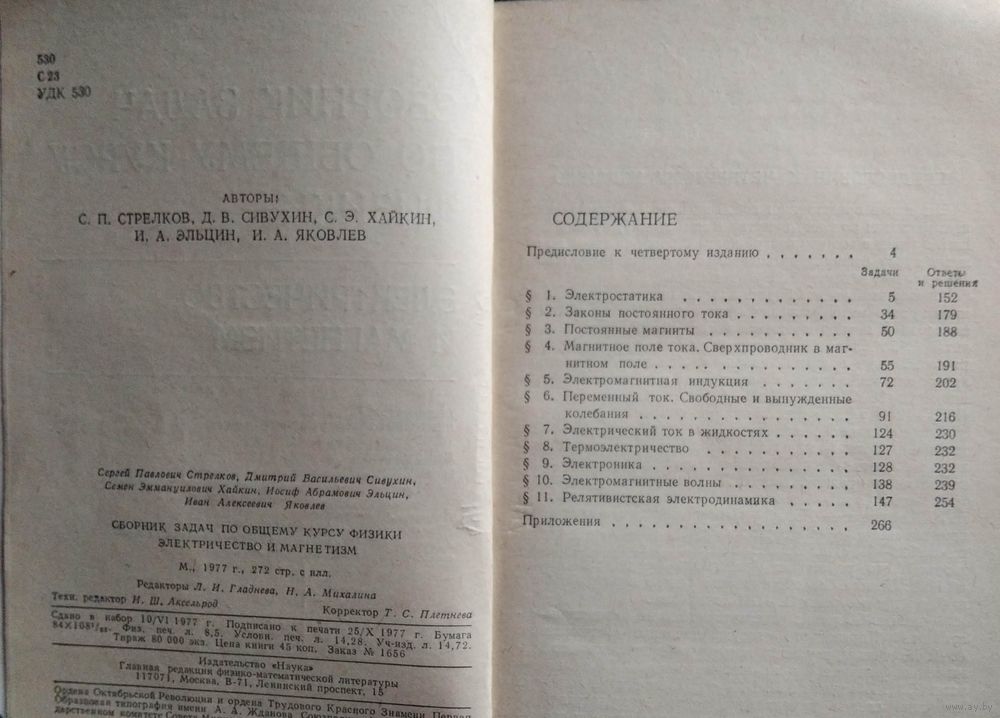 530
С 23
УДК 530
АВТОРЫ:
С. П. СТРЕЛКОВ, Д. В. СИВУХИН, С. Э. ХАЙКИН,
И. А. ЭЛЬЦИН, И. А. ЯКОВЛЕВ
Сергей Павлович Стрелков, Дмитрий Васильевич Сивухин,
Семен Эммануилович Хайкин, Иосиф Абрамович Эльцин,
Иван Алексеевич Яковлев
СБОРНИК ЗАДАЧ ПО ОБЩЕМУ КУРСУ ФИЗИКИ
ЭЛЕКТРИЧЕСТВО И МАГНЕТИЗМ
М., 1977 г., 272 стр. с илл.
Редакторы Л. И. Гладнева, Н. А. Михалина
Техн. редактор И. Ш. Аксельрод
Корректор Т. С. Плетнева
Сдано в набор 10/VI 1977 г. Подписано к печати 25/X 1977 г. Бумага
84×108¹/₃₂. Физ. печ. л. 8,5. Условн. печ. л. 14,28. Уч-изд. л. 14,72.
Тираж 80 000 экз. Цена книги 45 коп. Заказ № 1656
Издательство «Наука»
Главная редакция физико-математической литературы
117071, Москва, В-71, Ленинский проспект, 15
Ордена Октябрьской Революции и ордена Трудового Красного Знамени Первая
Образцовая типография имени А. А. Жданова
СОДЕРЖАНИЕ
Предисловие к четвертому изданию . . . . . . . 4
Задачи Ответы
и решения
§ 1. Электростатика . . . . . . . . . . . . 5 152
§ 2. Законы постоянного тока . . . . . . . . . 34 179
§ 3. Постоянные магниты . . . . . . . . . . . 50 188
§ 4. Магнитное поле тока. Сверхпроводник в маг-
нитном поле . . . . . . . . . . . . . . 55 191
§ 5. Электромагнитная индукция . . . . . . . 72 202
§ 6. Переменный ток. Свободные и вынужденные
колебания . . . . . . . . . . . . . . 91 216
§ 7. Электрический ток в жидкостях . . . . . . 124 230
§ 8. Термоэлектричество . . . . . . . . . . 127 232
§ 9. Электроника . . . . . . . . . . . . . 128 232
§ 10. Электромагнитные волны . . . . . . . . 138 239
§ 11. Релятивистская электродинамика . . . . . 147 254
Приложения . . . . . . . . . . . . . . . . 266
www.ay.by